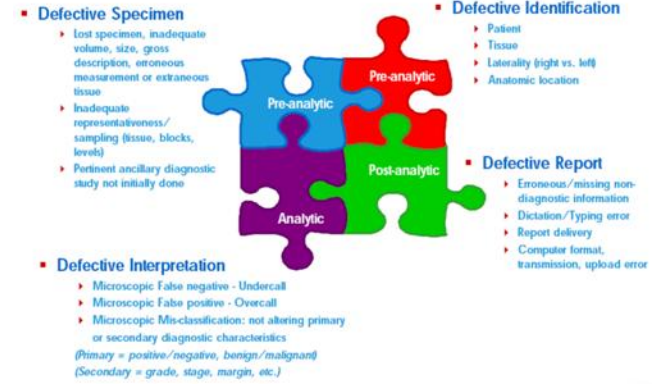 Defective Specimen
Lost specimen, inadequate
volume, size, gross
description, erroneous
measurement or extraneous
tissue
Inadequate
representativeness/
sampling (tissue, blocks,
levels)
Pertinent ancillary diagnostic
study not initially done
Defective Identification
Patient
Tissue
Laterality (right vs. left)
Anatomic location
Pre-analytic
Pre-analytic
Post-analytic
Analytic
Defective Report
Erroneous/missing non-
diagnostic information
Dictation/Typing error
Report delivery
Computer format,
transmission, upload error
Defective Interpretation
Microscopic False negative - Undercall
Microscopic False positive - Overcall
Microscopic Mis-classification: not altering primary
or secondary diagnostic characteristics
(Primary = positive/negative, benign/malignant)
(Secondary = grade, stage, margin, etc.)